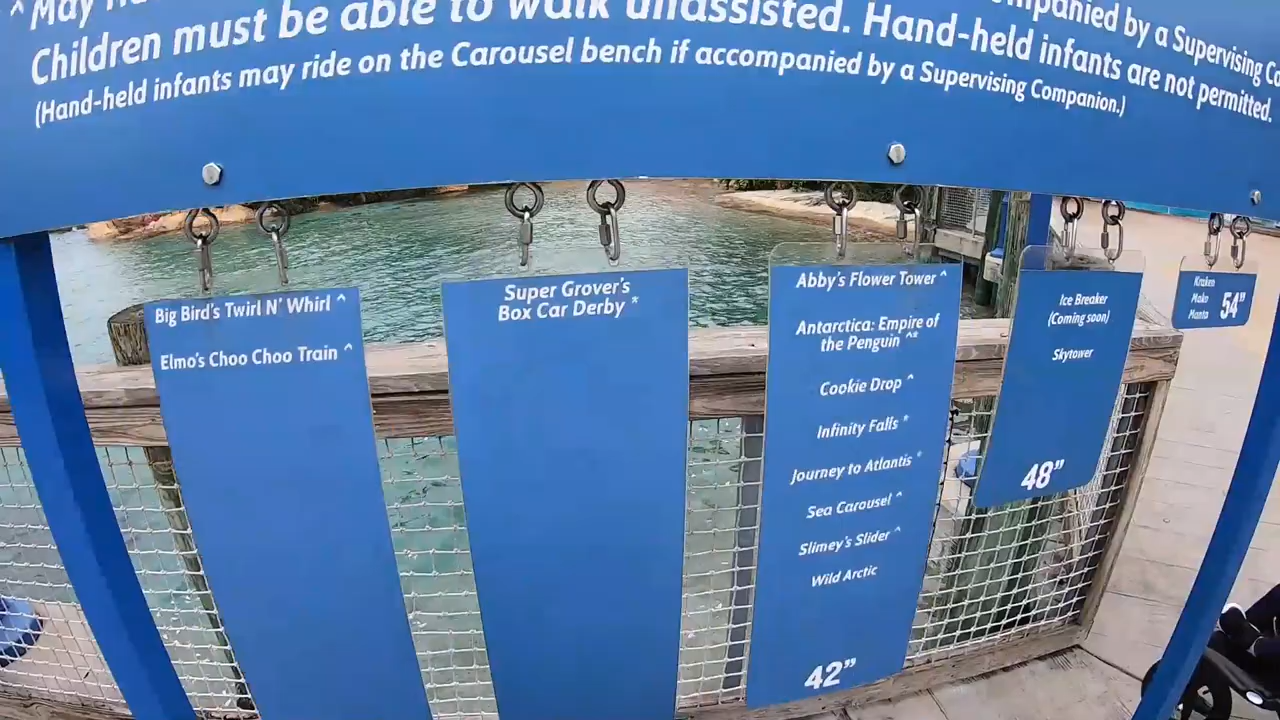 ^ May
Children must be able to walk unassisted. Hand-held infants are not permitted.
(Hand-held infants may ride on the Carousel bench if accompanied by a Supervising Companion.)
by a Supervising
Big Bird's Twirl N' Whirl ^
Elmo's Choo Choo Train ^
Super Grover's
Box Car Derby *
Abby's Flower Tower ^
Antarctica: Empire of
the Penguin ^*
Cookie Drop ^
Infinity Falls *
Journey to Atlantis *
Sea Carousel ^
Slimey's Slider ^
Wild Arctic
42"
Ice Breaker
(Coming soon)
Skytower
48"
Kraken
Mako
Manta
54"